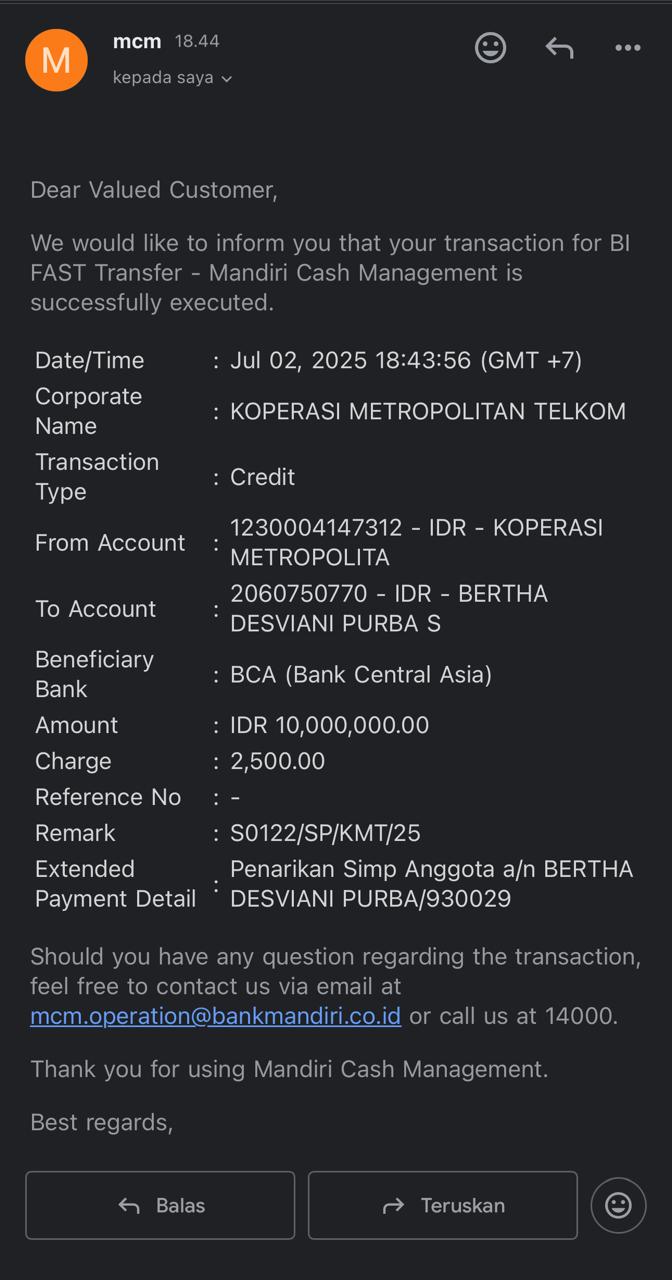 M
mcm 18.44
kepada saya
Dear Valued Customer,
We would like to inform you that your transaction for BI
FAST Transfer - Mandiri Cash Management is
successfully executed.
Date/Time : Jul 02, 2025 18:43:56 (GMT +7)
Corporate
Name : KOPERASI METROPOLITAN TELKOM
Transaction
Type : Credit
From Account : 1230004147312 - IDR - KOPERASI
METROPOLITA
To Account : 2060750770 - IDR - BERTHA
DESVIANI PURBA S
Beneficiary
Bank : BCA (Bank Central Asia)
Amount : IDR 10,000,000.00
Charge : 2,500.00
Reference No : -
Remark : S0122/SP/KMT/25
Extended
Payment Detail : Penarikan Simp Anggota a/n BERTHA
DESVIANI PURBA/930029
Should you have any question regarding the transaction,
feel free to contact us via email at
mcm.operation@bankmandiri.co.id or call us at 14000.
Thank you for using Mandiri Cash Management.
Best regards,
Balas
Teruskan